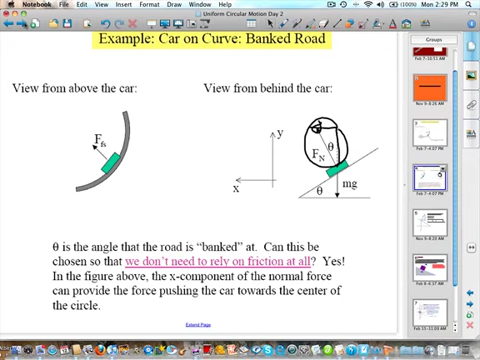 Notebook File Edit View Insert Format Draw Table Window Help
(100%) Mon 2:29 PM
Uniform Circular Motion Day 2
Groups
Example: Car on Curve: Banked Road
View from above the car:
View from behind the car:
Ffs
y
x
θ
FN
θ
mg
θ is the angle that the road is “banked” at. Can this be
chosen so that we don't need to rely on friction at all? Yes!
In the figure above, the x-component of the normal force
can provide the force pushing the car towards the center of
the circle.
Extend Page